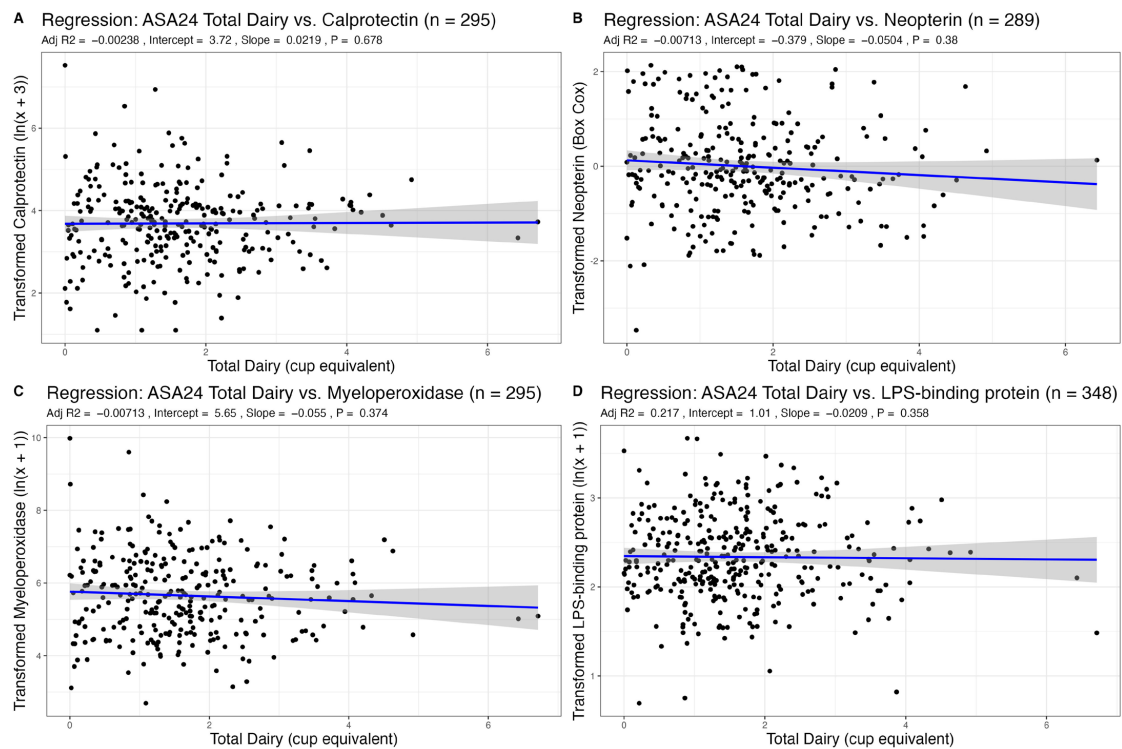 A
Regression: ASA24 Total Dairy vs. Calprotectin (n = 295)
Adj R2 = −0.00238 , Intercept = 3.72 , Slope = 0.0219 , P = 0.678
Transformed Calprotectin (ln(x + 3))
6
4
2
0 2 4 6
Total Dairy (cup equivalent)
B
Regression: ASA24 Total Dairy vs. Neopterin (n = 289)
Adj R2 = −0.00713 , Intercept = −0.379 , Slope = −0.0504 , P = 0.38
Transformed Neopterin (Box Cox)
2
0
-2
0 2 4 6
Total Dairy (cup equivalent)
C
Regression: ASA24 Total Dairy vs. Myeloperoxidase (n = 295)
Adj R2 = −0.00713 , Intercept = 5.65 , Slope = −0.055 , P = 0.374
Transformed Myeloperoxidase (ln(x + 1))
10
8
6
4
0 2 4 6
Total Dairy (cup equivalent)
D
Regression: ASA24 Total Dairy vs. LPS-binding protein (n = 348)
Adj R2 = 0.217 , Intercept = 1.01 , Slope = −0.0209 , P = 0.358
Transformed LPS-binding protein (ln(x + 1))
3
2
1
0 2 4 6
Total Dairy (cup equivalent)